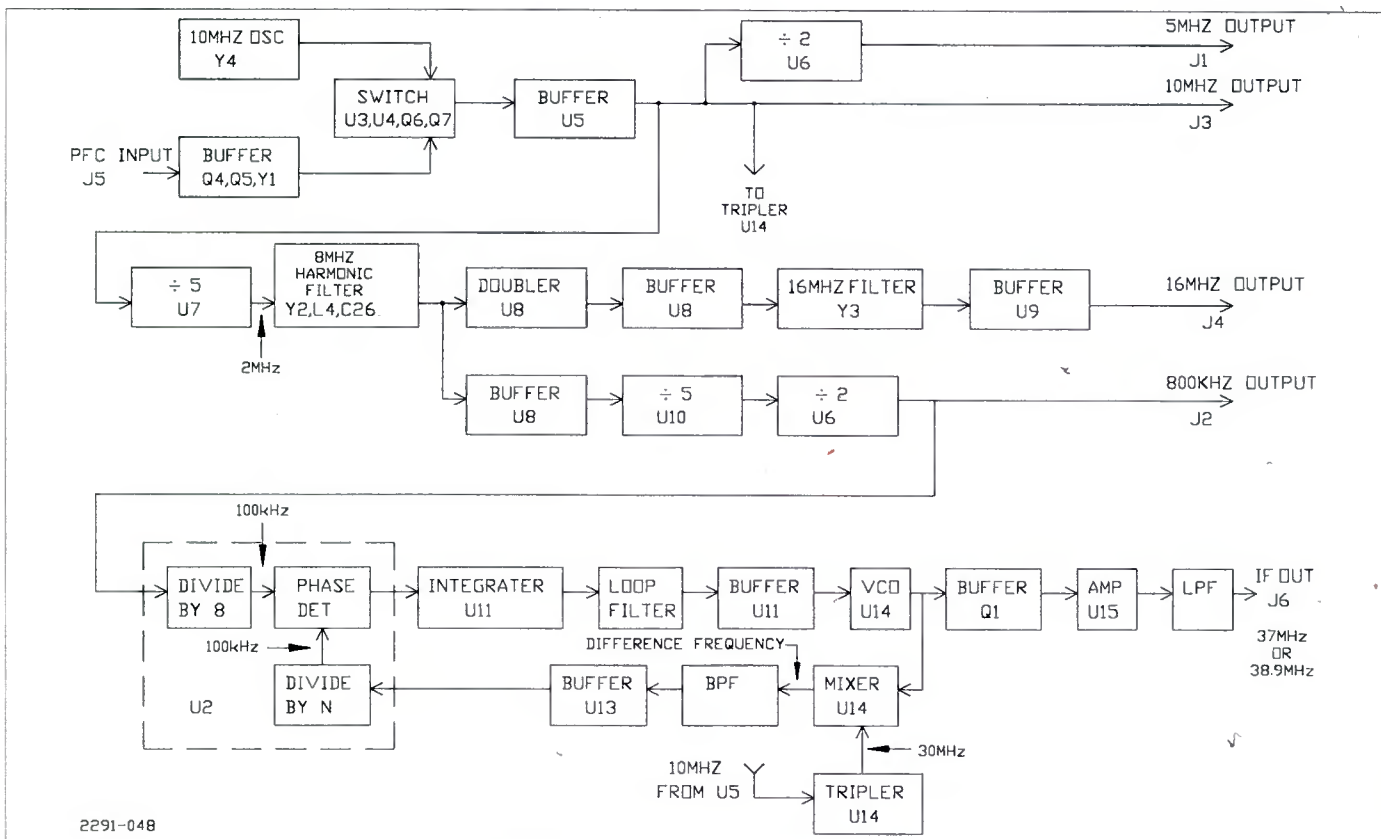 10MHZ OSC
Y4
÷ 2
U6
5MHZ OUTPUT
J1
SWITCH
U3,U4,Q6,Q7
BUFFER
U5
10MHZ OUTPUT
J3
PFC INPUT
J5
BUFFER
Q4,Q5,Y1
TO
TRIPLER
U14
÷ 5
U7
2MHz
8MHZ
HARMONIC
FILTER
Y2,L4,C26
DOUBLER
U8
BUFFER
U8
16MHZ FILTER
Y3
BUFFER
U9
16MHZ OUTPUT
J4
BUFFER
U8
÷ 5
U10
÷ 2
U6
800KHZ OUTPUT
J2
100kHz
DIVIDE
BY 8
PHASE
DET
INTEGRATER
U11
LOOP
FILTER
BUFFER
U11
VCO
U14
BUFFER
Q1
AMP
U15
LPF
IF OUT
J6
37MHz
OR
38.9MHz
100kHz
DIFFERENCE FREQUENCY
U2
DIVIDE
BY N
BUFFER
U13
BPF
MIXER
U14
30MHz
10MHZ
FROM U5
TRIPLER
U14
2291-048